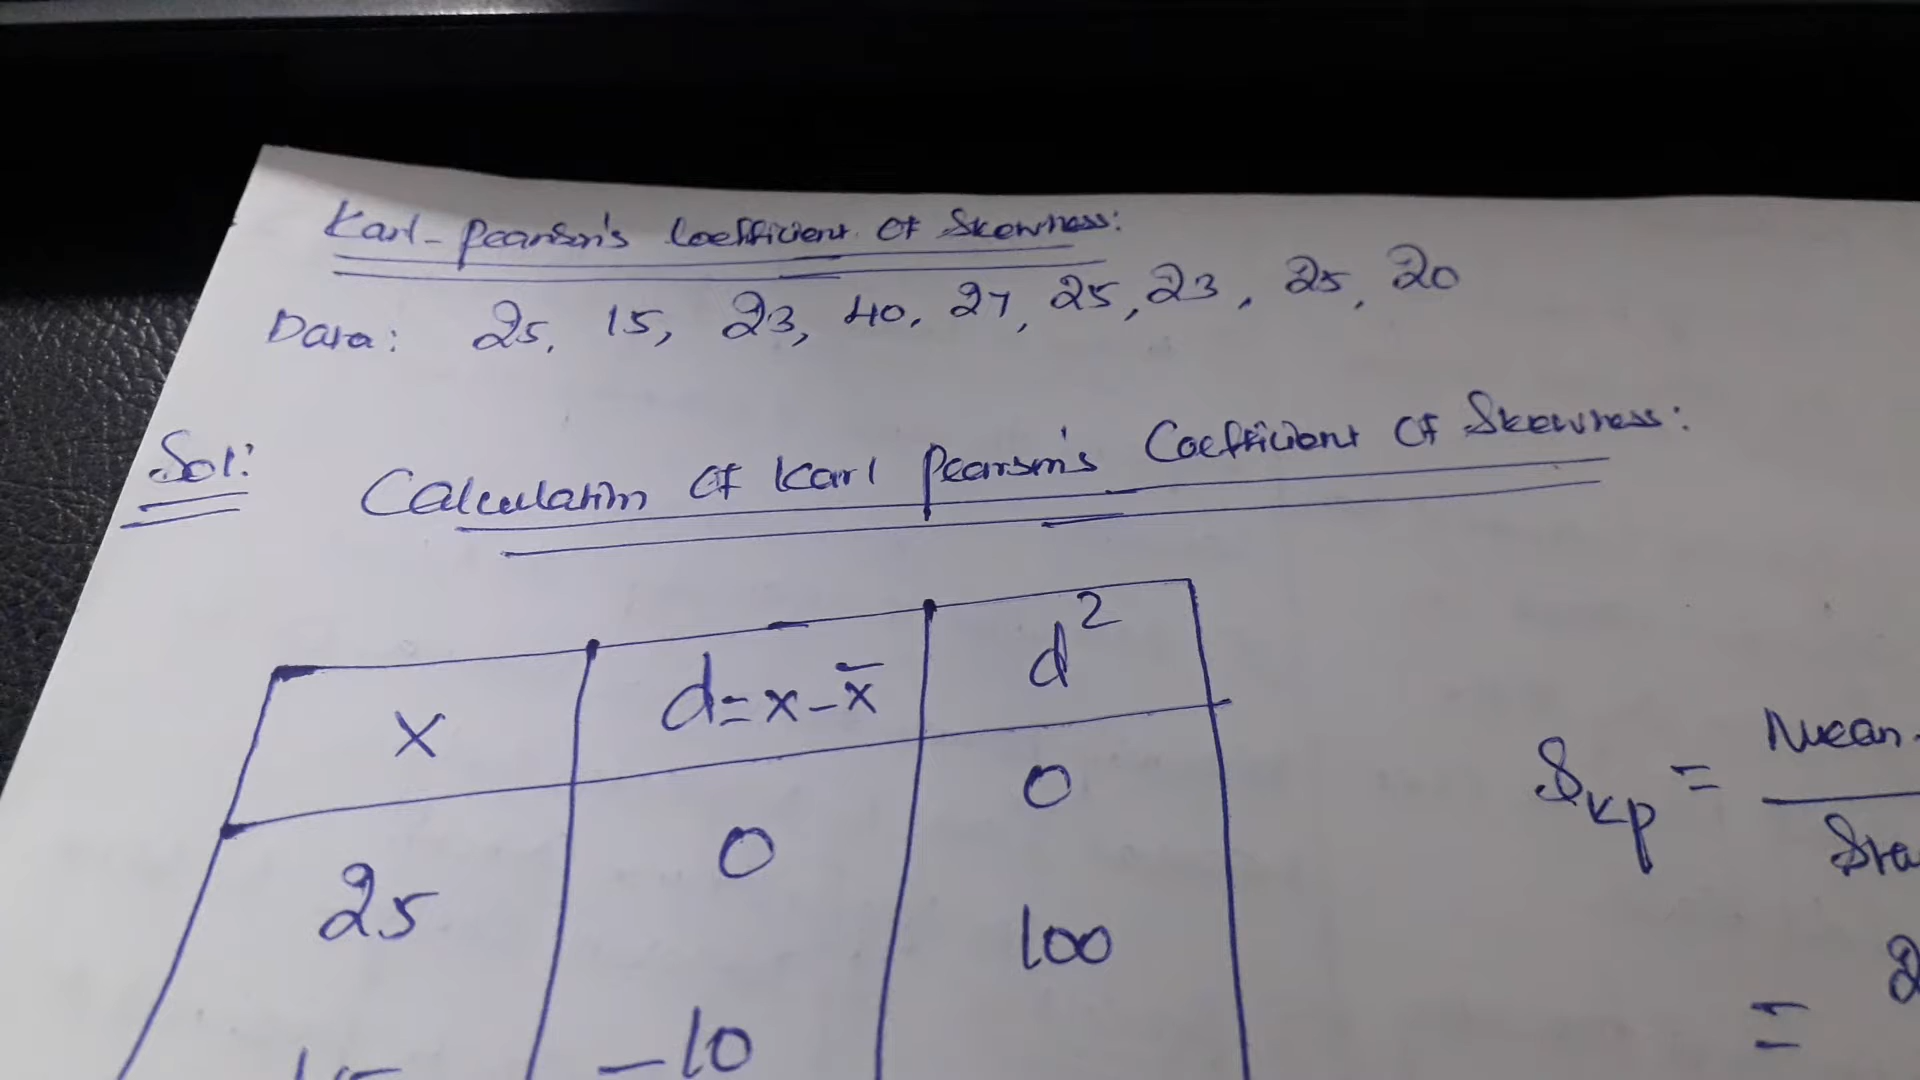 Karl-Pearson's Coefficient Of Skewness:
Data: 25, 15, 23, 40, 27, 25, 23, 25, 20
Sol:
Calculation Of Karl Pearson's Coefficient Of Skewness:
x d=x-x̄ d²
25 0 0
-10 100
Skp = Mean-
=